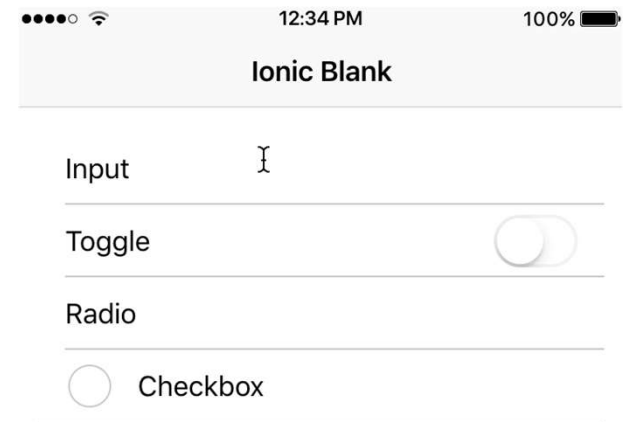 12:34 PM 100%
Ionic Blank
Input
Toggle
Radio
Checkbox